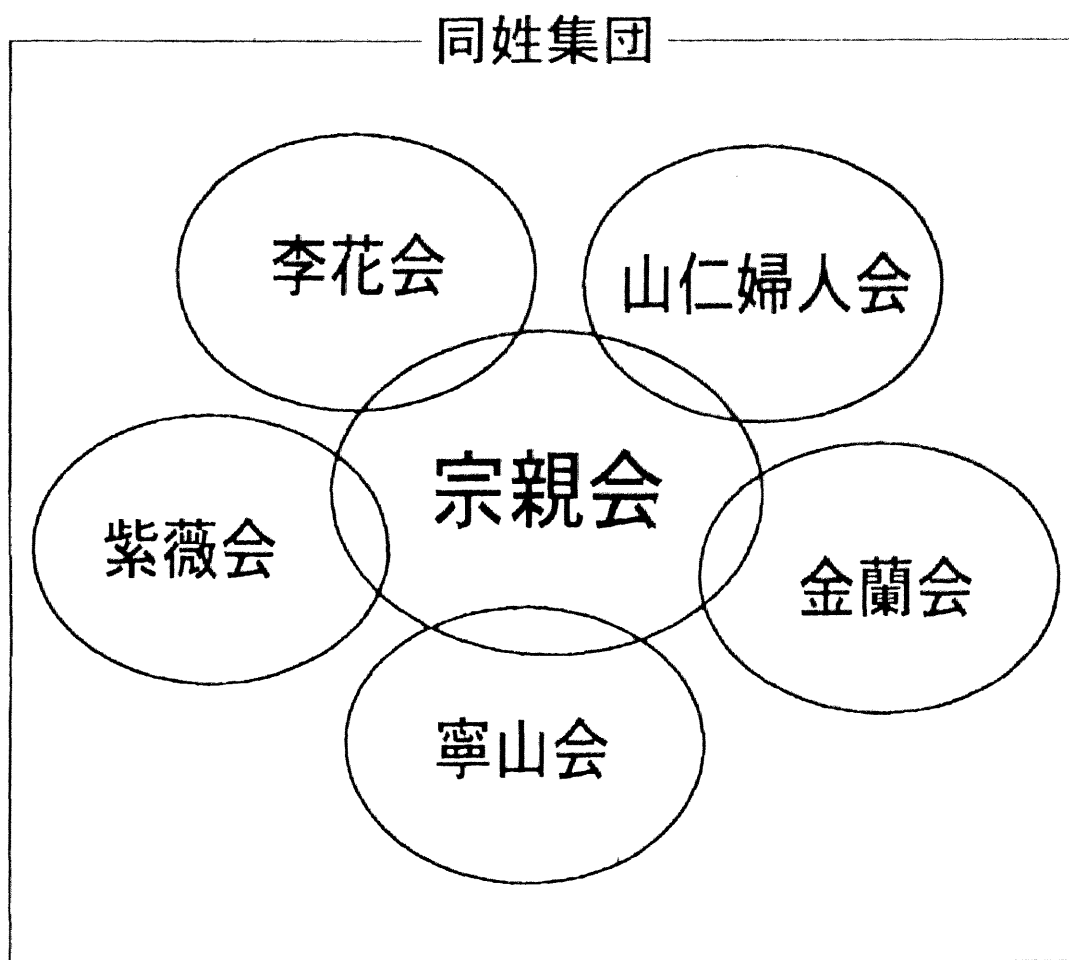 同姓集団
李花会
山仁婦人会
宗親会
紫薇会
金蘭会
寧山会